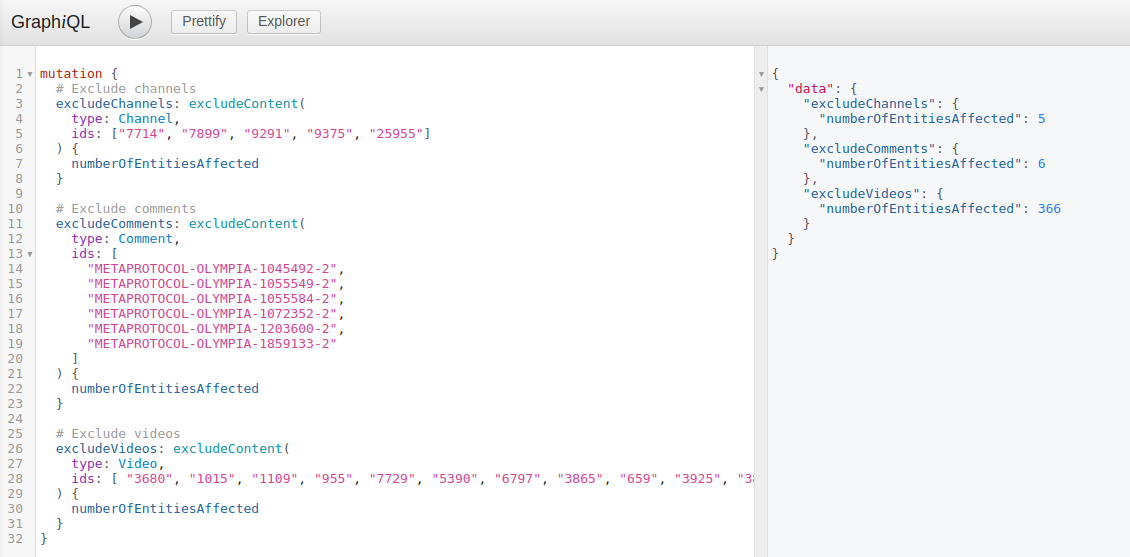 GraphiQL Prettify Explorer
1 mutation {
2 # Exclude channels
3 excludeChannels: excludeContent(
4 type: Channel,
5 ids: ["7714", "7899", "9291", "9375", "25955"]
6 ) {
7 numberOfEntitiesAffected
8 }
9
10 # Exclude comments
11 excludeComments: excludeContent(
12 type: Comment,
13 ids: [
14 "METAPROTOCOL-OLYMPIA-1045492-2",
15 "METAPROTOCOL-OLYMPIA-1055549-2",
16 "METAPROTOCOL-OLYMPIA-1055584-2",
17 "METAPROTOCOL-OLYMPIA-1072352-2",
18 "METAPROTOCOL-OLYMPIA-1203600-2",
19 "METAPROTOCOL-OLYMPIA-1859133-2"
20 ]
21 ) {
22 numberOfEntitiesAffected
23 }
24
25 # Exclude videos
26 excludeVideos: excludeContent(
27 type: Video,
28 ids: [ "3680", "1015", "1109", "955", "7729", "5390", "6797", "3865", "659", "3925",
29 ) {
30 numberOfEntitiesAffected
31 }
32 }
{
"data": {
"excludeChannels": {
"numberOfEntitiesAffected": 5
},
"excludeComments": {
"numberOfEntitiesAffected": 6
},
"excludeVideos": {
"numberOfEntitiesAffected": 366
}
}
}